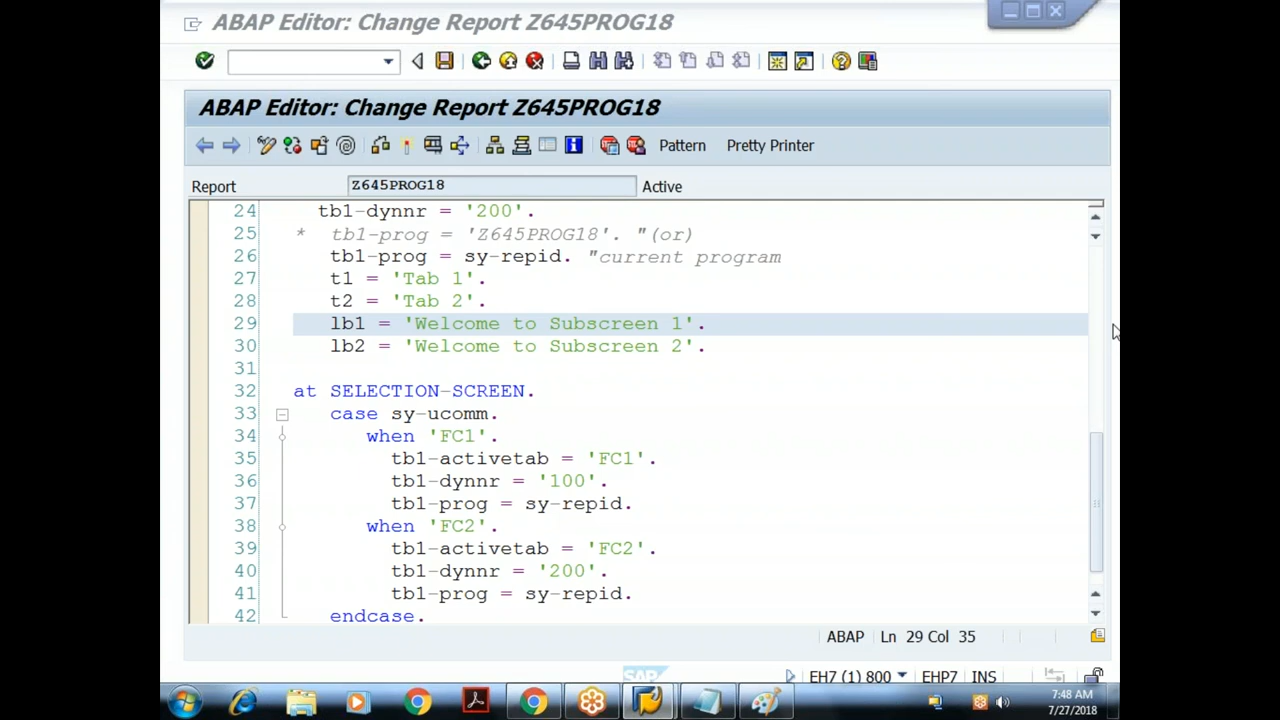 ABAP Editor: Change Report Z645PROG18
ABAP Editor: Change Report Z645PROG18
Pattern Pretty Printer
Report Z645PROG18 Active
24 tb1-dynnr = '200'.
25 * tb1-prog = 'Z645PROG18'. "(or)
26 tb1-prog = sy-repid. "current program
27 t1 = 'Tab 1'.
28 t2 = 'Tab 2'.
29 lb1 = 'Welcome to Subscreen 1'.
30 lb2 = 'Welcome to Subscreen 2'.
31
32 at SELECTION-SCREEN.
33 case sy-ucomm.
34 when 'FC1'.
35 tb1-activetab = 'FC1'.
36 tb1-dynnr = '100'.
37 tb1-prog = sy-repid.
38 when 'FC2'.
39 tb1-activetab = 'FC2'.
40 tb1-dynnr = '200'.
41 tb1-prog = sy-repid.
42 endcase.
ABAP Ln 29 Col 35
SAP EH7 (1) 800 EHP7 INS
7:48 AM
7/27/2018